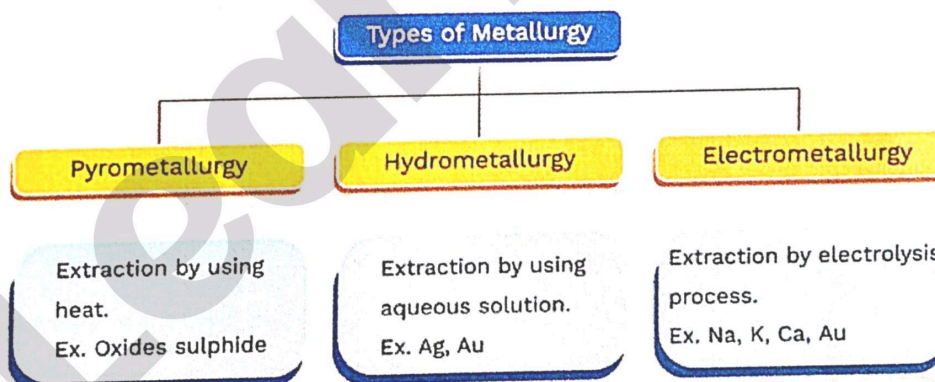 Types of Metallurgy
Pyrometallurgy
Hydrometallurgy
Electrometallurgy
Extraction by using
heat.
Ex. Oxides sulphide
Extraction by using
aqueous solution.
Ex. Ag, Au
Extraction by electrolysis
process.
Ex. Na, K, Ca, Au